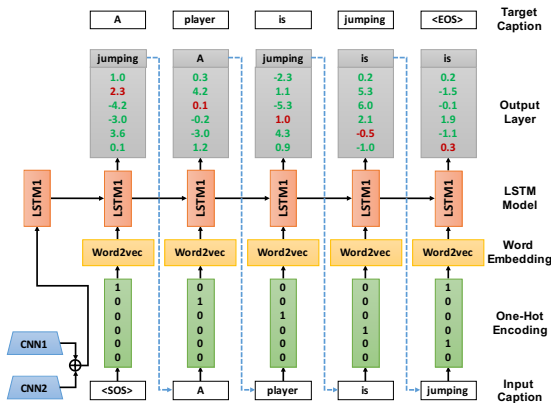 A player is jumping <EOS> Target Caption
jumping A jumping is is
1.0 0.3 -2.3 0.2 0.2
2.3 4.2 1.1 5.3 -1.5
-4.2 0.1 -5.3 6.0 -0.1
-3.0 -0.2 1.0 2.1 1.9
3.6 -3.0 4.3 -0.5 -1.1
0.1 1.2 0.9 -1.0 0.3
Output Layer
LSTM1 LSTM1 LSTM1 LSTM1 LSTM1 LSTM1 LSTM Model
Word2vec Word2vec Word2vec Word2vec Word2vec Word Embedding
1 0 0 0 1
0 1 0 0 0
0 0 1 0 0
0 0 0 1 0
0 0 0 0 1
0 0 0 0 0
One-Hot Encoding
CNN1
CNN2
<SOS> A player is jumping Input Caption